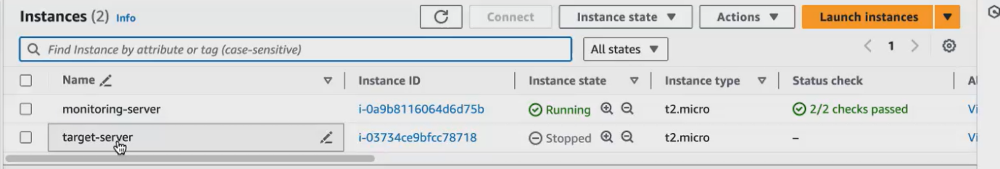 Instances (2) Info Connect Instance state Actions Launch instances
Find Instance by attribute or tag (case-sensitive) All states 1
Name Instance ID Instance state Instance type Status check Al
monitoring-server i-0a9b8116064d6d75b Running t2.micro 2/2 checks passed Vi
target-server i-03734ce9bfcc78718 Stopped t2.micro – Vi